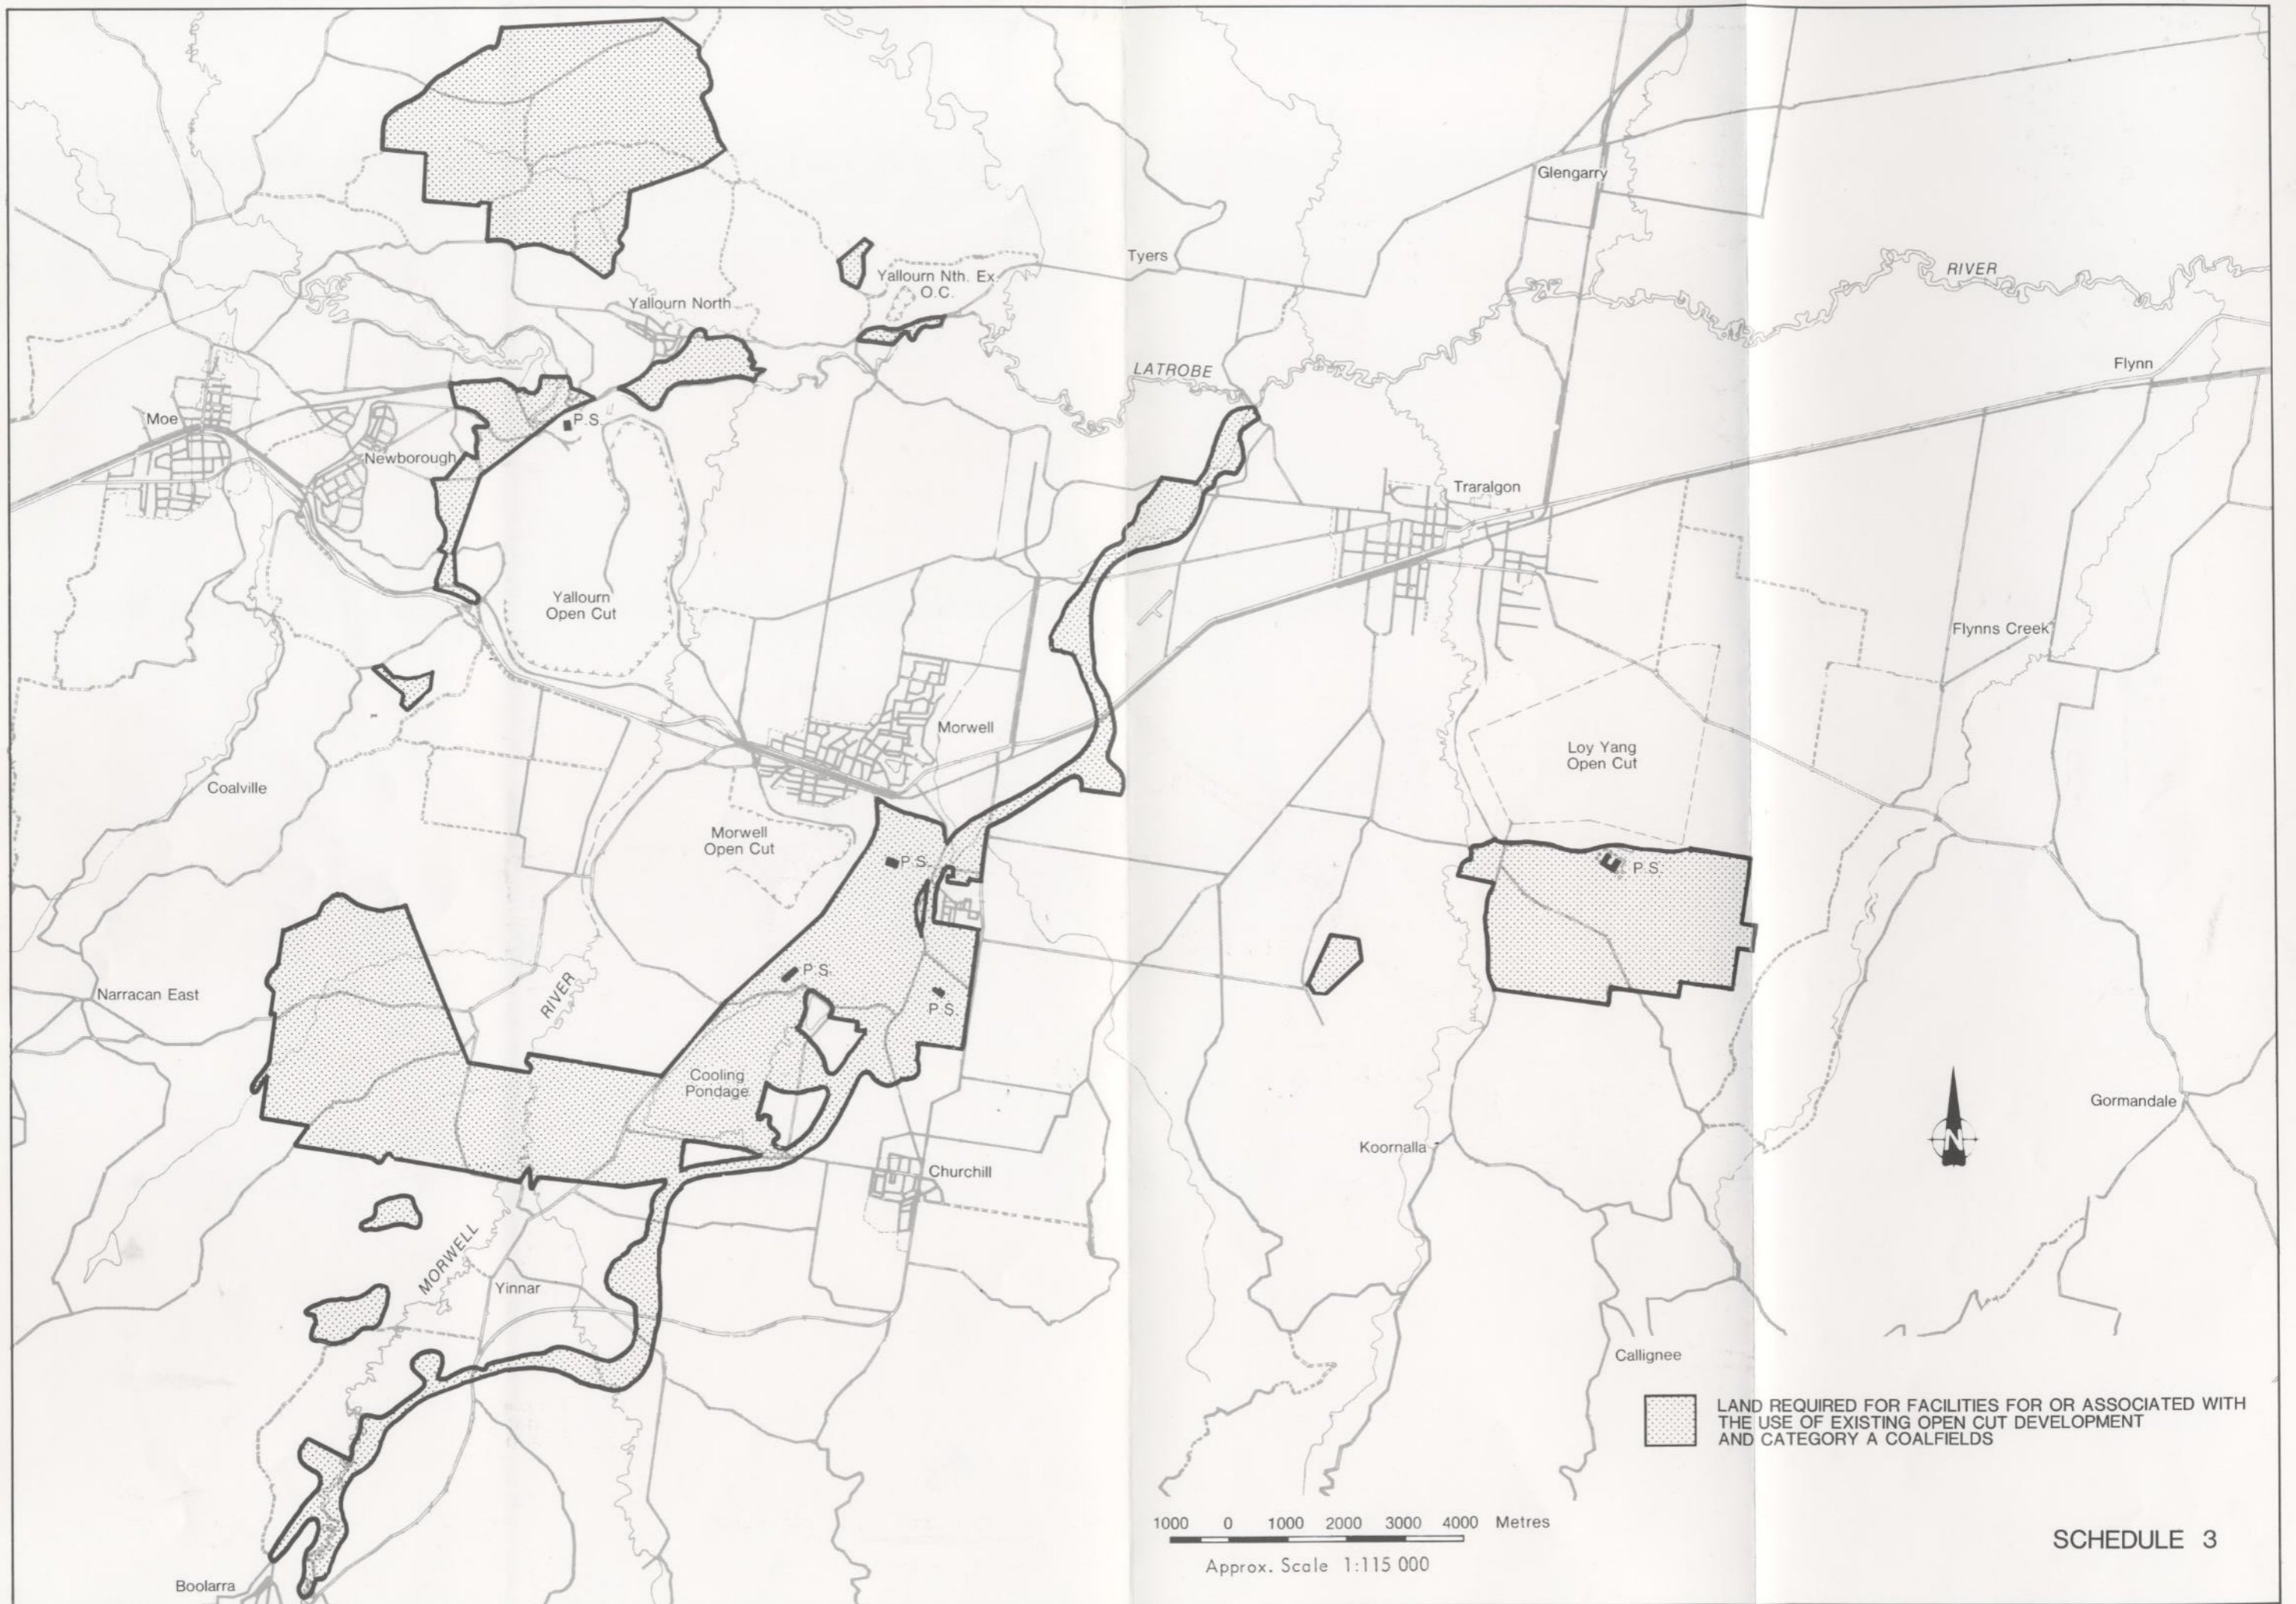 Glengarry
Tyers
Yallourn Nth. Ex.
O.C.
RIVER
Yallourn North
LATROBE
Flynn
Moe
P.S.
Newborough
Traralgon
Yallourn
Open Cut
Flynns Creek
Morwell
Loy Yang
Open Cut
Coalville
Morwell
Open Cut
P.S.
P.S.
Narracan East
RIVER
P.S.
P.S.
Cooling
Pondage
Gormandale
N
Koornalla
Churchill
MORWELL
Yinnar
Callignee
LAND REQUIRED FOR FACILITIES FOR OR ASSOCIATED WITH
THE USE OF EXISTING OPEN CUT DEVELOPMENT
AND CATEGORY A COALFIELDS
1000 0 1000 2000 3000 4000 Metres
Approx. Scale 1:115 000
SCHEDULE 3
Boolarra